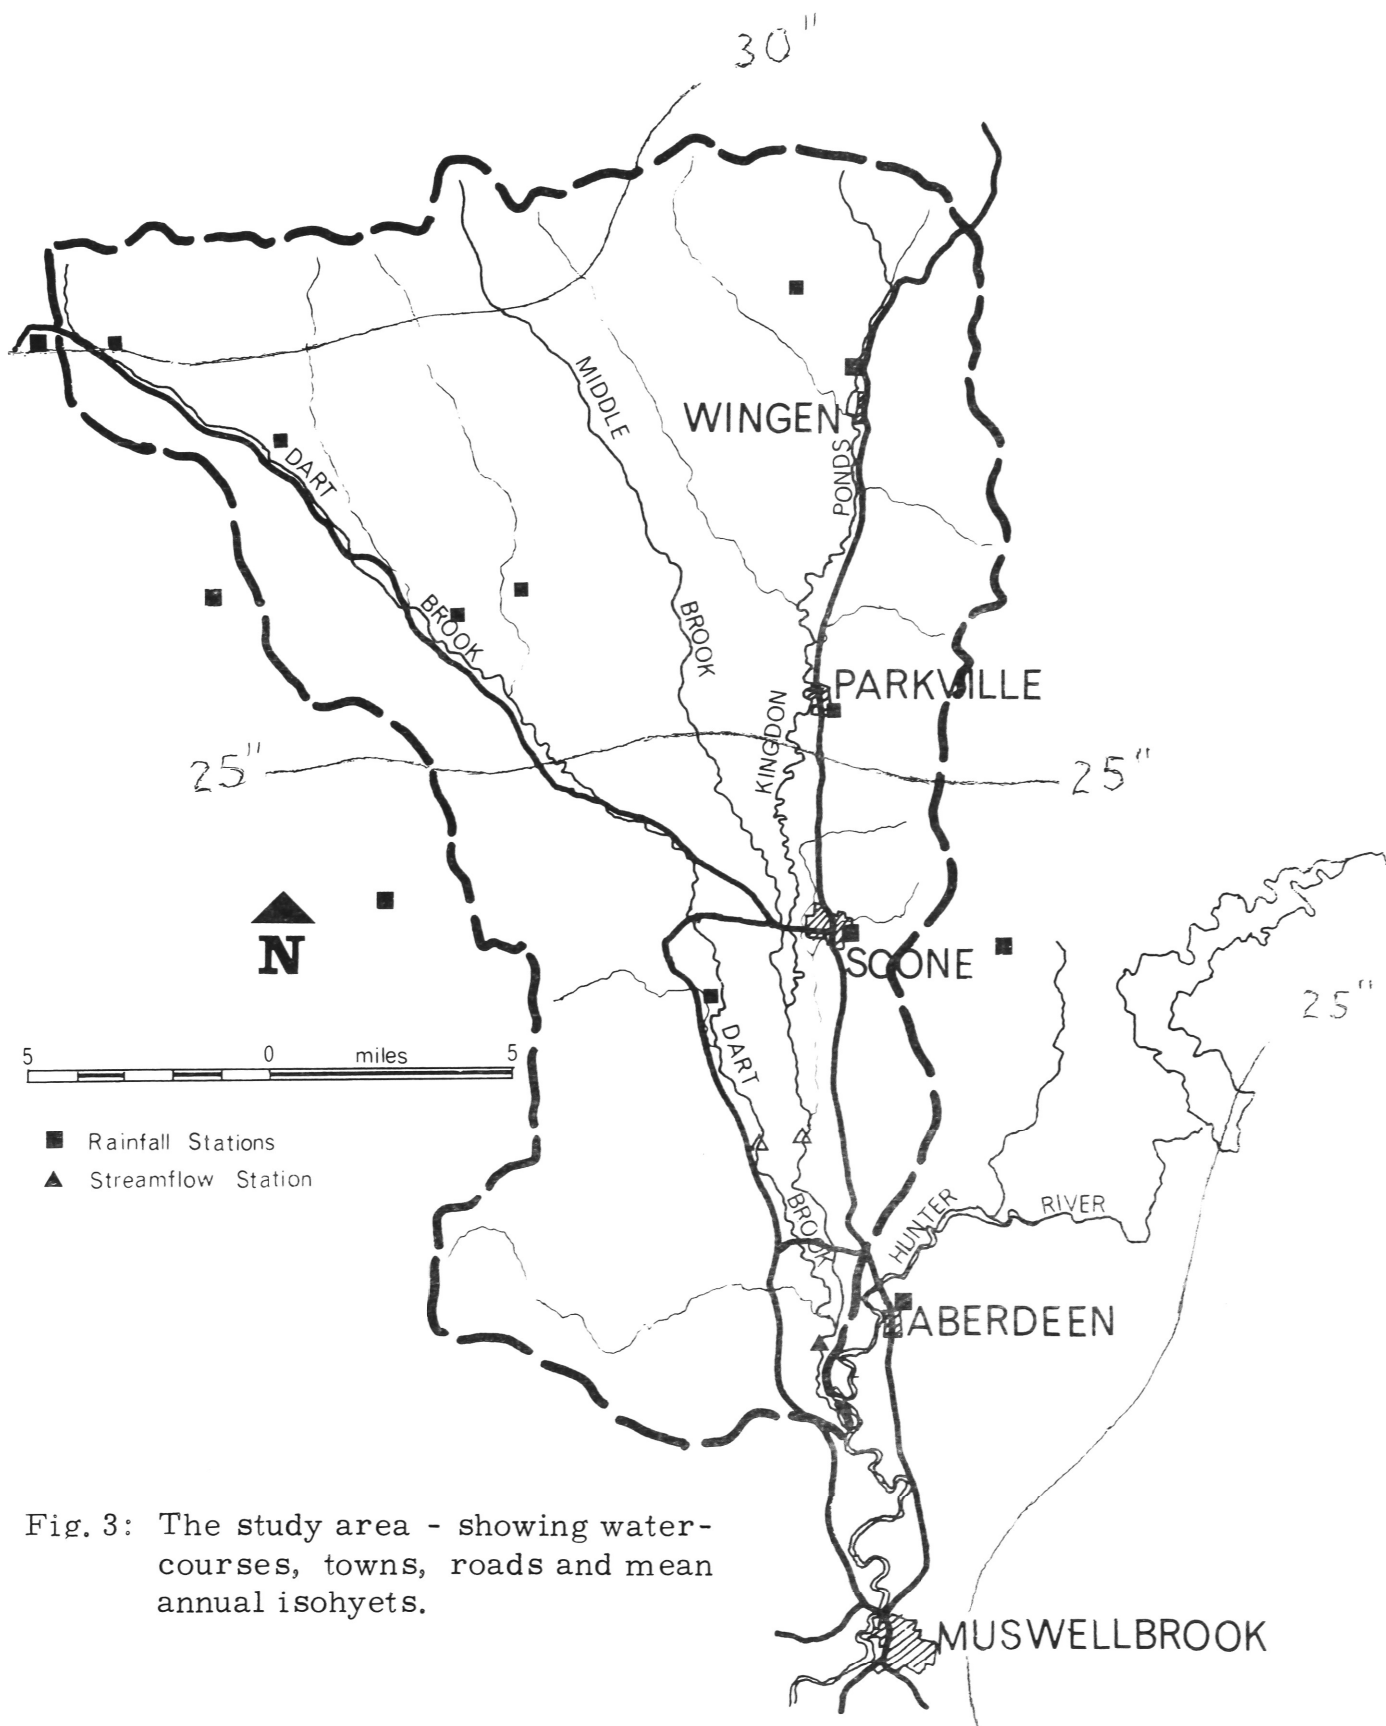 30"
MIDDLE
WINGEN
PONDS
DART
BROOK
BROOK
PARKVILLE
KINGDON
25"
25"
N
SCONE
25"
5 0 miles 5
DART
Rainfall Stations
Streamflow Station
BROOK
HUNTER
RIVER
ABERDEEN
Fig. 3: The study area - showing water-
courses, towns, roads and mean
annual isohyets.
MUSWELLBROOK